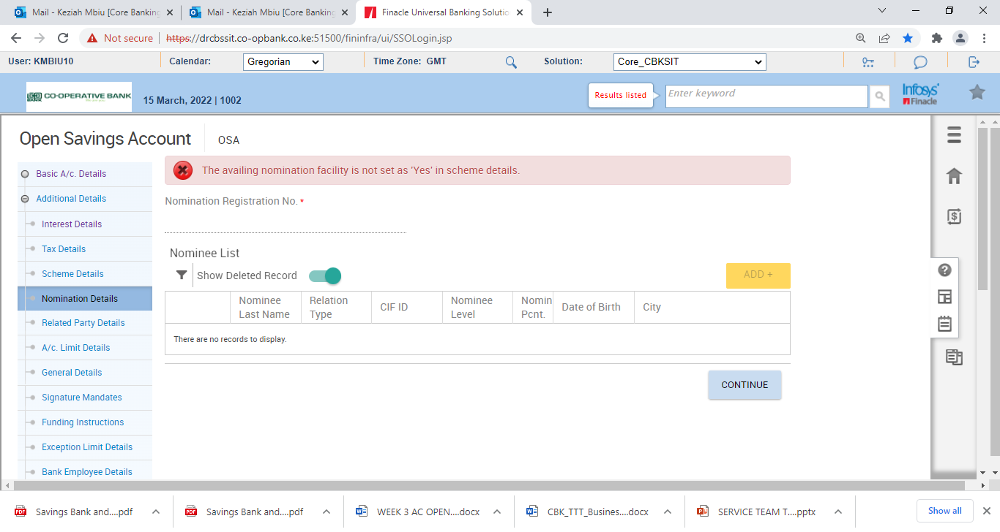 Mail - Keziah Mbiu [Core Banking
Mail - Keziah Mbiu [Core Banking
Finacle Universal Banking Solutio
Not secure https://drcbssit.co-opbank.co.ke:51500/fininfra/ui/SSOLogin.jsp
User: KMBIU10 Calendar: Gregorian Time Zone: GMT Solution: Core_CBKSIT
CO-OPERATIVE BANK 15 March, 2022 | 1002 Results listed Enter keyword Infosys Finacle
Open Savings Account OSA
Basic A/c. Details
Additional Details
Interest Details
Tax Details
Scheme Details
Nomination Details
Related Party Details
A/c. Limit Details
General Details
Signature Mandates
Funding Instructions
Exception Limit Details
Bank Employee Details
The availing nomination facility is not set as 'Yes' in scheme details.
Nomination Registration No. *
Nominee List
Show Deleted Record ADD +
Nominee Last Name Relation Type CIF ID Nominee Level Nomin Pcnt. Date of Birth City
There are no records to display.
CONTINUE
Savings Bank and....pdf Savings Bank and....pdf WEEK 3 AC OPEN....docx CBK_TTT_Busines....docx SERVICE TEAM T....pptx Show all